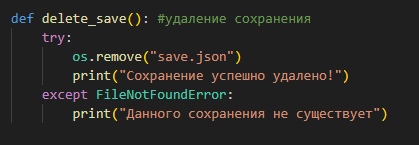 def delete_save(): #удаление сохранения
    try:
        os.remove("save.json")
        print("Сохранение успешно удалено!")
    except FileNotFoundError:
        print("Данного сохранения не существует")